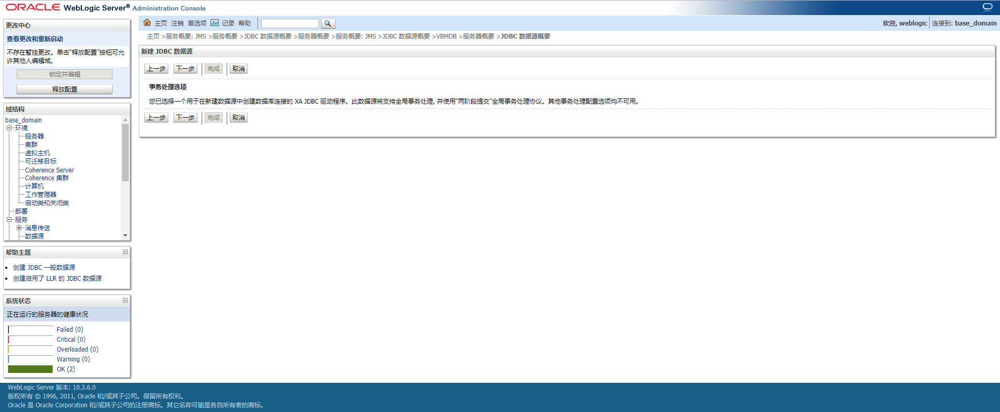 ORACLE WebLogic Server® Administration Console
更改中心
查看更改和重新启动
不存在暂挂更改。单击“释放配置”按钮可允
许其他人编辑域。
锁定并编辑
释放配置
域结构
base_domain
环境
服务器
集群
虚拟主机
可迁移目标
Coherence Server
Coherence 集群
计算机
工作管理器
启动类和关闭类
部署
服务
消息传送
数据源
帮助主题
创建 JDBC 一般数据源
创建启用了 LLR 的 JDBC 数据源
系统状态
正在运行的服务器的健康状况
Failed (0)
Critical (0)
Overloaded (0)
Warning (0)
OK (2)
主页 注销 首选项 记录 帮助
欢迎, weblogic 连接到: base_domain
主页 >服务概要: JMS >服务概要 >JDBC 数据源概要 >服务器概要 >服务概要: JMS >JDBC 数据源概要 >VBMDB >服务器概要 >JDBC 数据源概要
新建 JDBC 数据源
上一步 下一步 完成 取消
事务处理选项
您已选择一个用于在新建数据源中创建数据库连接的 XA JDBC 驱动程序。此数据源将支持全局事务处理, 并使用“两阶段提交”全局事务处理协议。其他事务处理配置选项均不可用。
上一步 下一步 完成 取消
WebLogic Server 版本: 10.3.6.0
版权所有 © 1996, 2011, Oracle 和/或其子公司。保留所有权利。
Oracle 是 Oracle Corporation 和/或其子公司的注册商标。其它名称可能是各自所有者的商标。